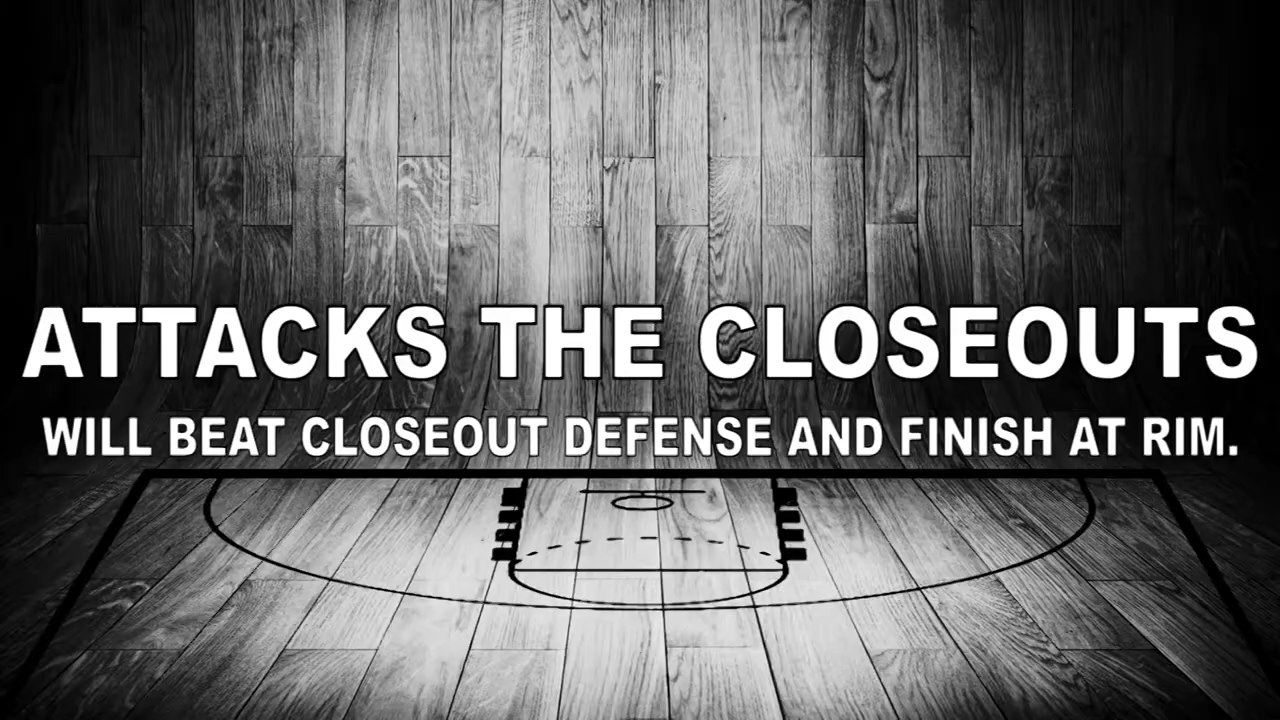 ATTACKS THE CLOSEOUTS
WILL BEAT CLOSEOUT DEFENSE AND FINISH AT RIM.